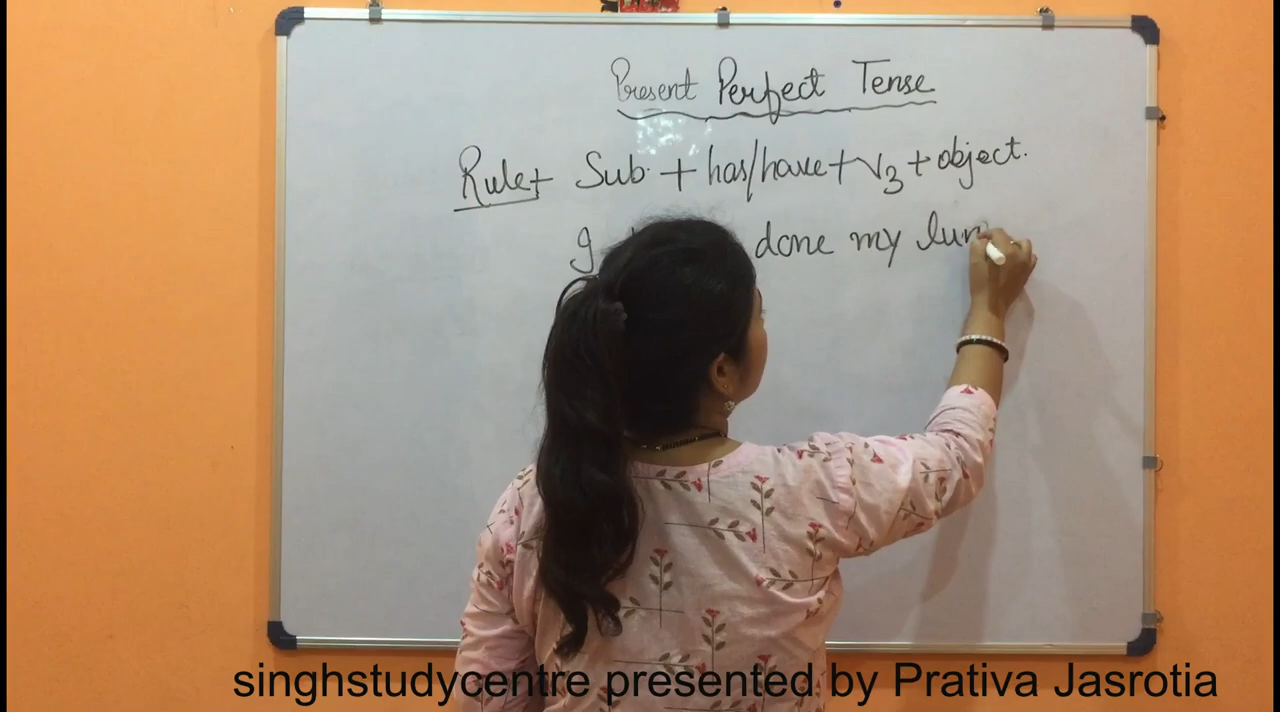 Present Perfect Tense
Rule+ Sub. + has/have + V3 + object.
I done my lun
singhstudycentre presented by Prativa Jasrotia